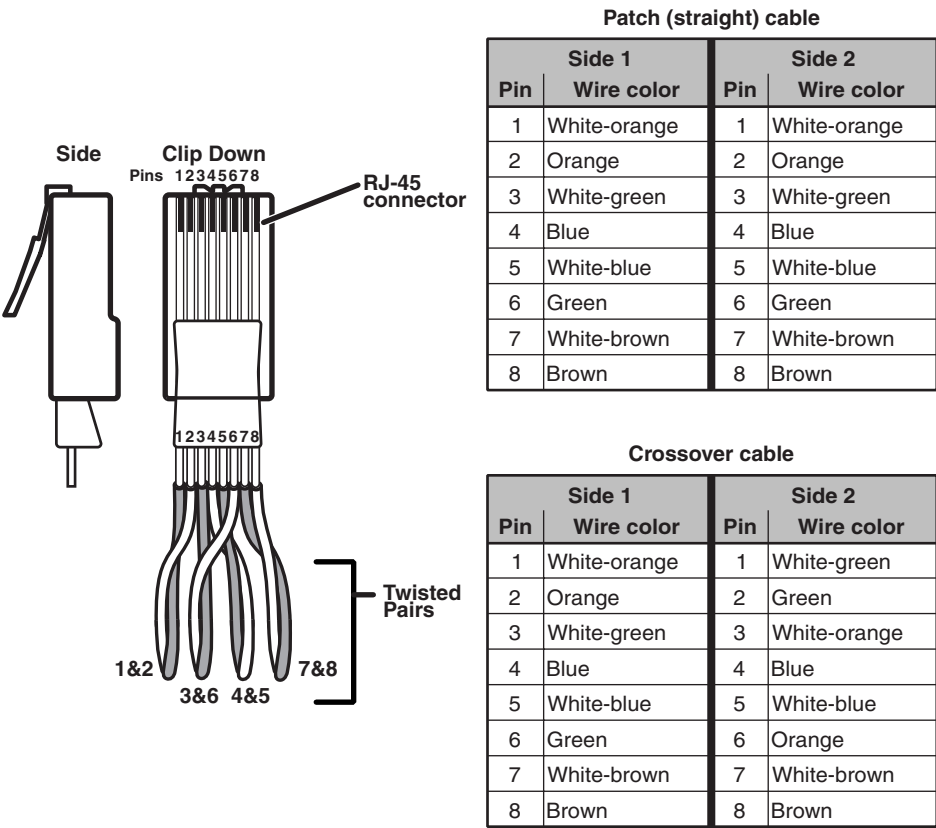 Patch (straight) cable
Side 1 Side 2
Pin Wire color Pin Wire color
1 White-orange 1 White-orange
2 Orange 2 Orange
3 White-green 3 White-green
4 Blue 4 Blue
5 White-blue 5 White-blue
6 Green 6 Green
7 White-brown 7 White-brown
8 Brown 8 Brown
Side
Clip Down
Pins 12345678
RJ-45
connector
12345678
Twisted
Pairs
1&2
3&6
4&5
7&8
Crossover cable
Side 1 Side 2
Pin Wire color Pin Wire color
1 White-orange 1 White-green
2 Orange 2 Green
3 White-green 3 White-orange
4 Blue 4 Blue
5 White-blue 5 White-blue
6 Green 6 Orange
7 White-brown 7 White-brown
8 Brown 8 Brown